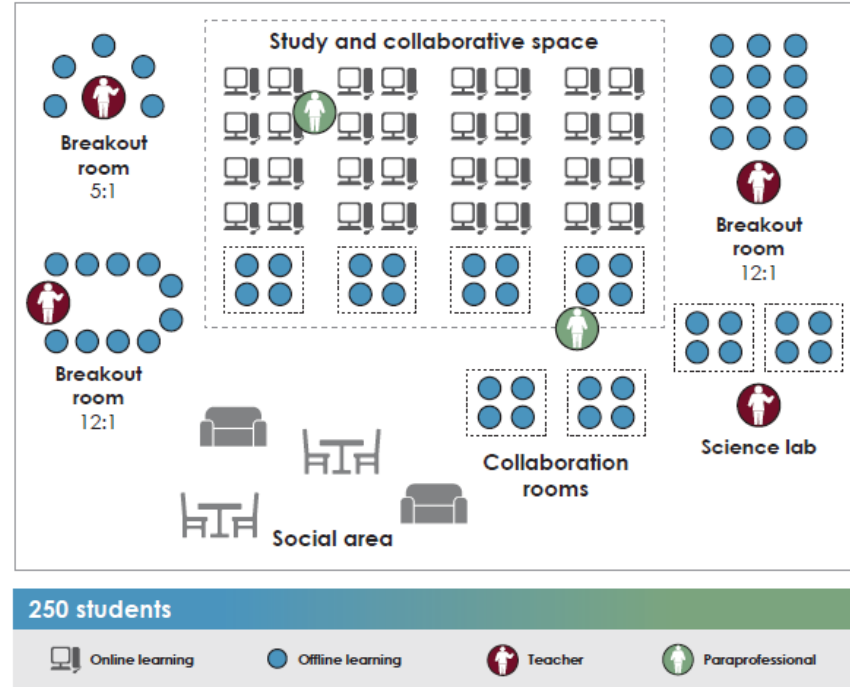 Study and collaborative space
Breakout
room
5:1
Breakout
room
12:1
Breakout
room
12:1
Science lab
Collaboration
rooms
Social area
250 students
Online learning
Offline learning
Teacher
Paraprofessional